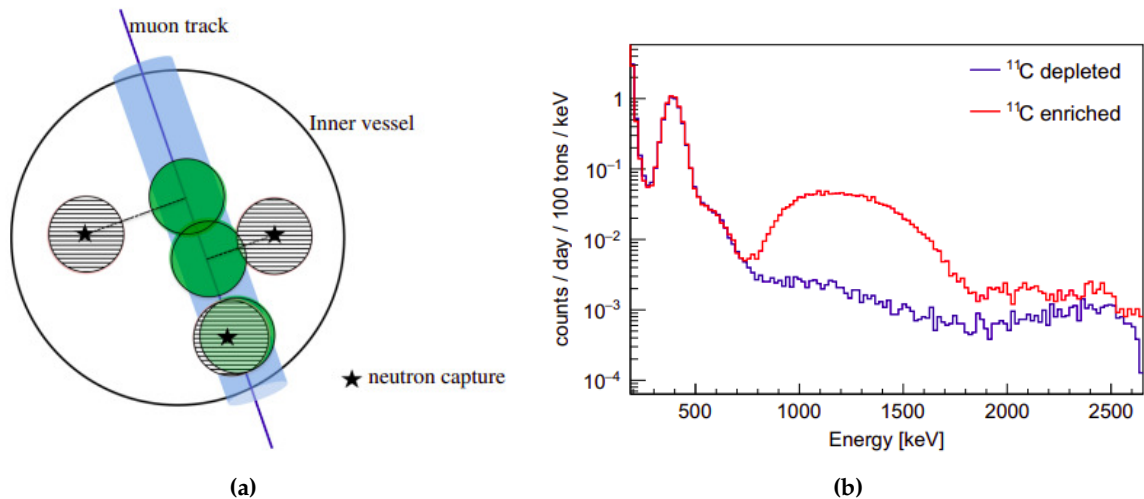 muon track
Inner vessel
neutron capture
(a)
counts / day / 100 tons / keV
1
10⁻¹
10⁻²
10⁻³
10⁻⁴
¹¹C depleted
¹¹C enriched
500
1000
1500
2000
2500
Energy [keV]
(b)